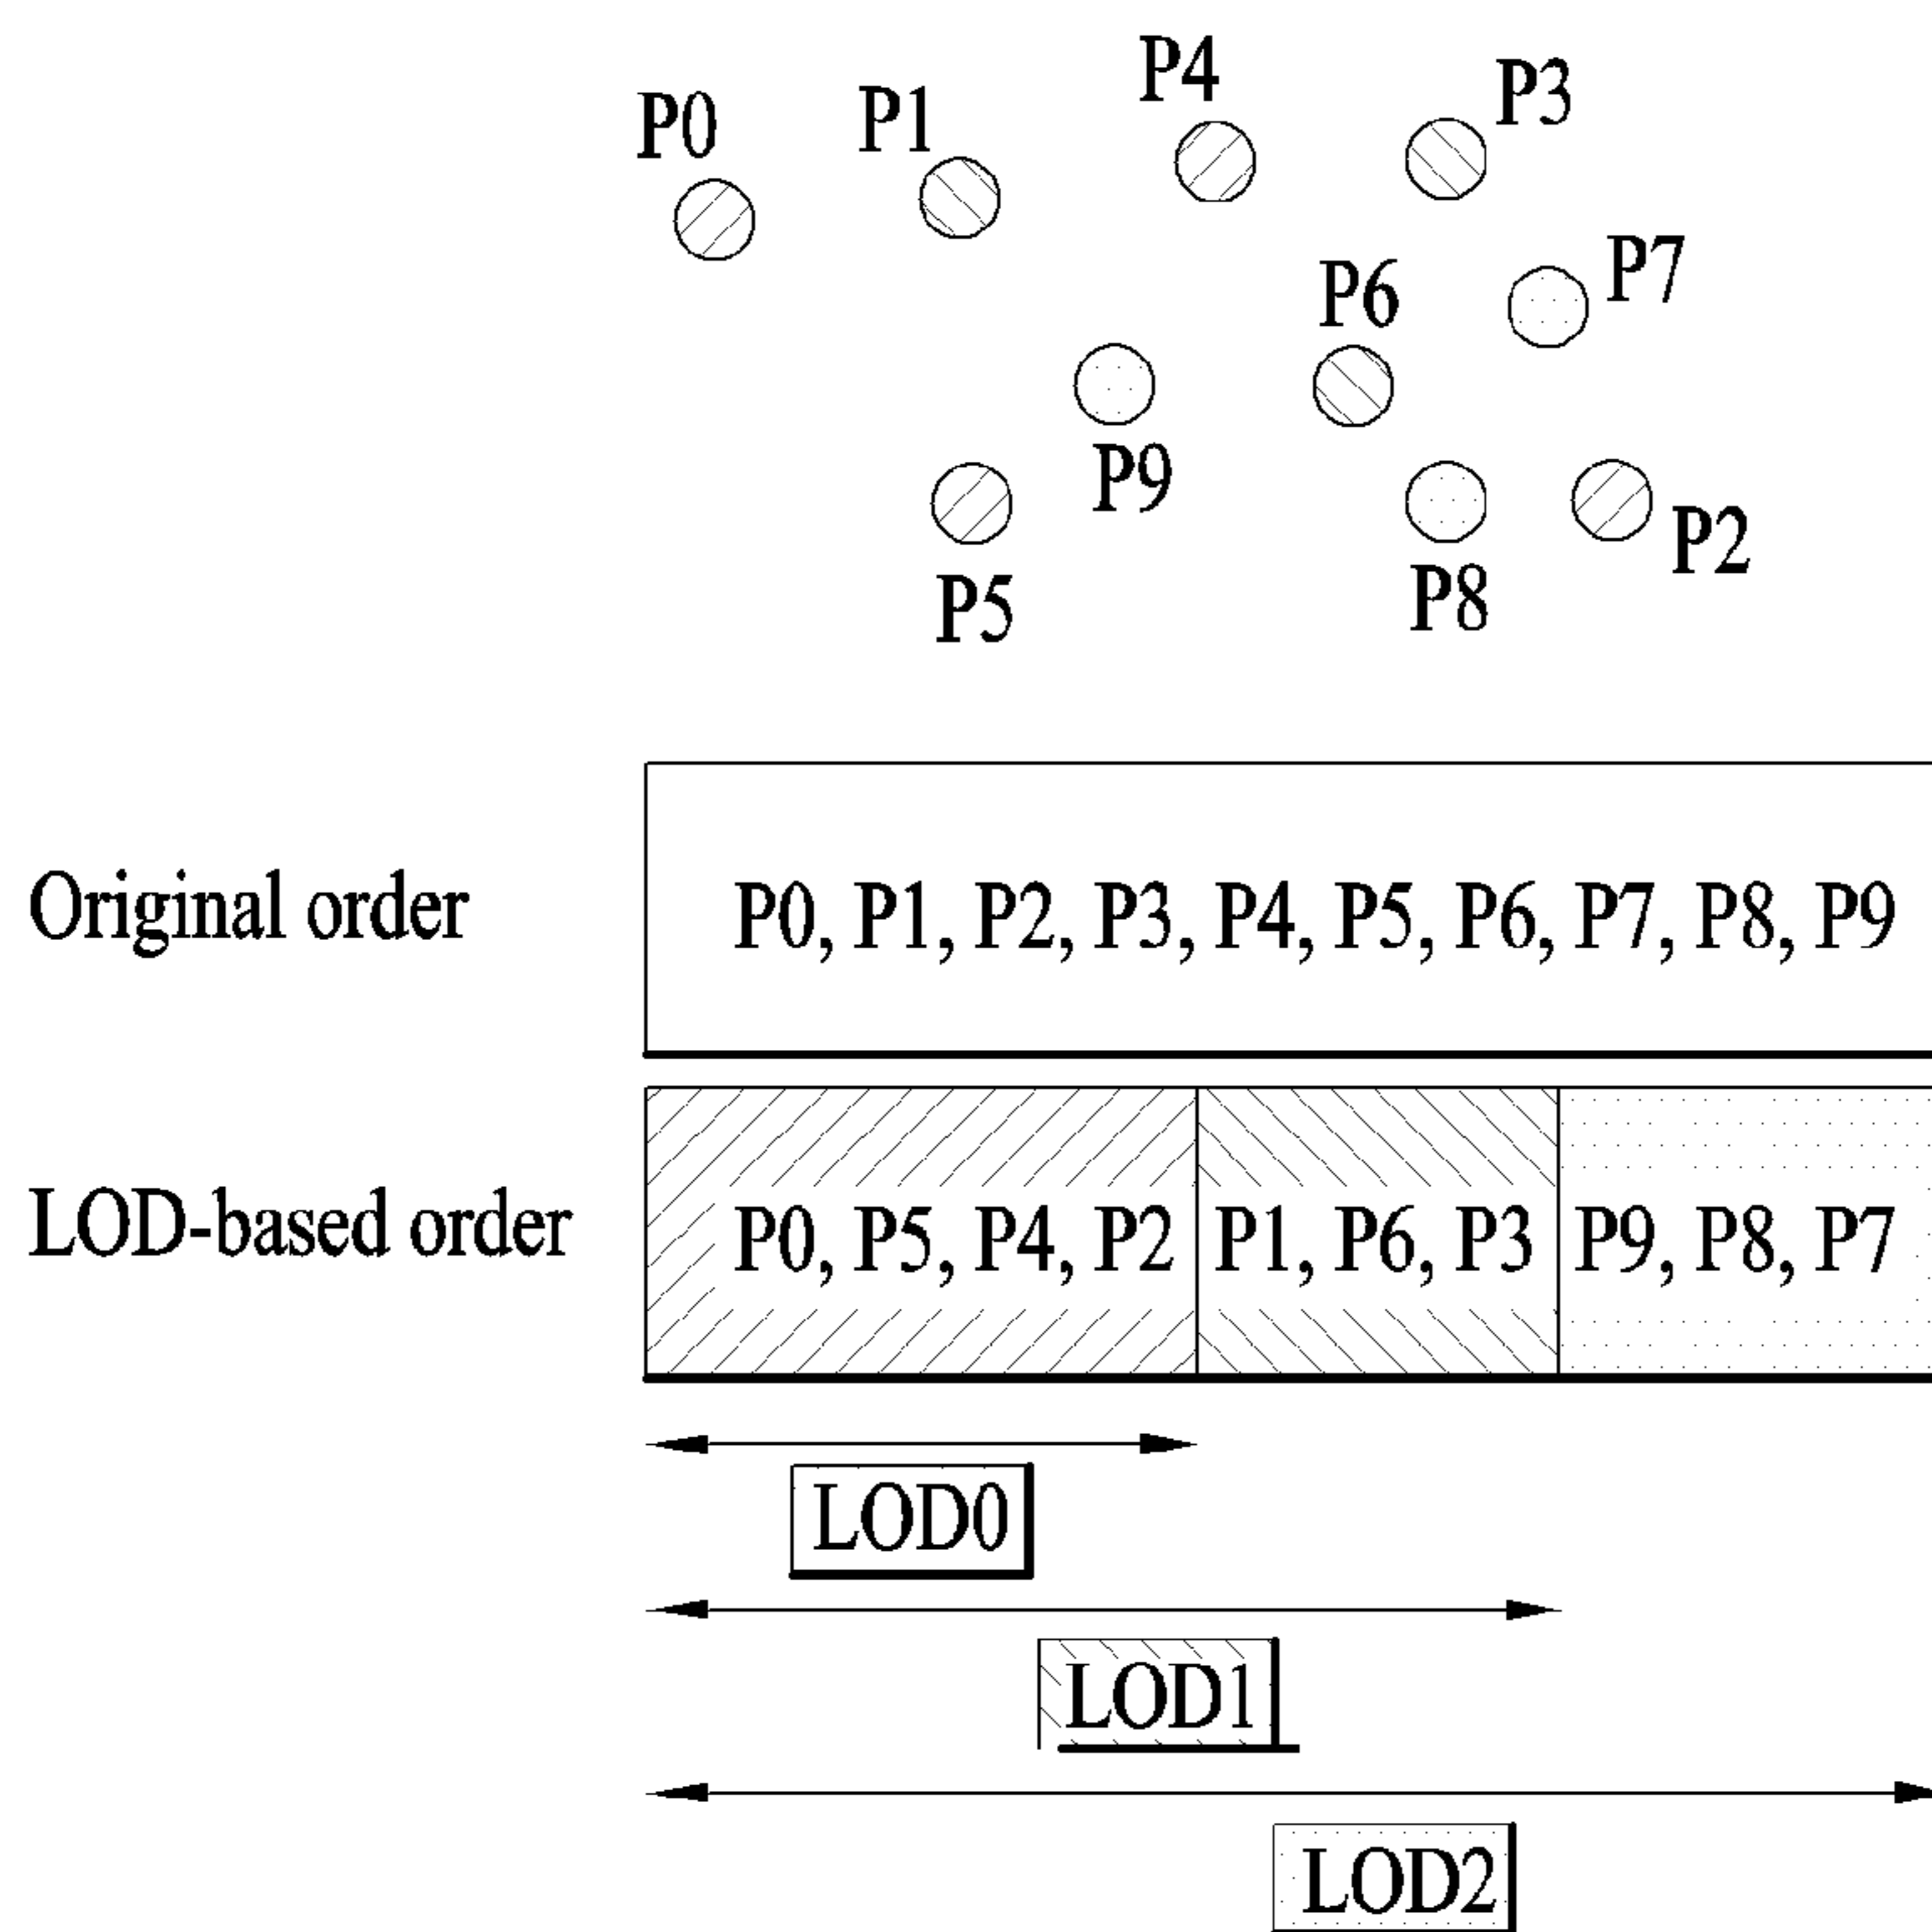 P4
P3
P0
P1
P7
P6
P9
P2
P8
P5
Original order
P0, P1, P2, P3, P4, P5, P6, P7, P8, P9
LOD-based order
P0, P5, P4, P2 P1, P6, P3 P9, P8, P7
LOD0
LOD1
LOD2